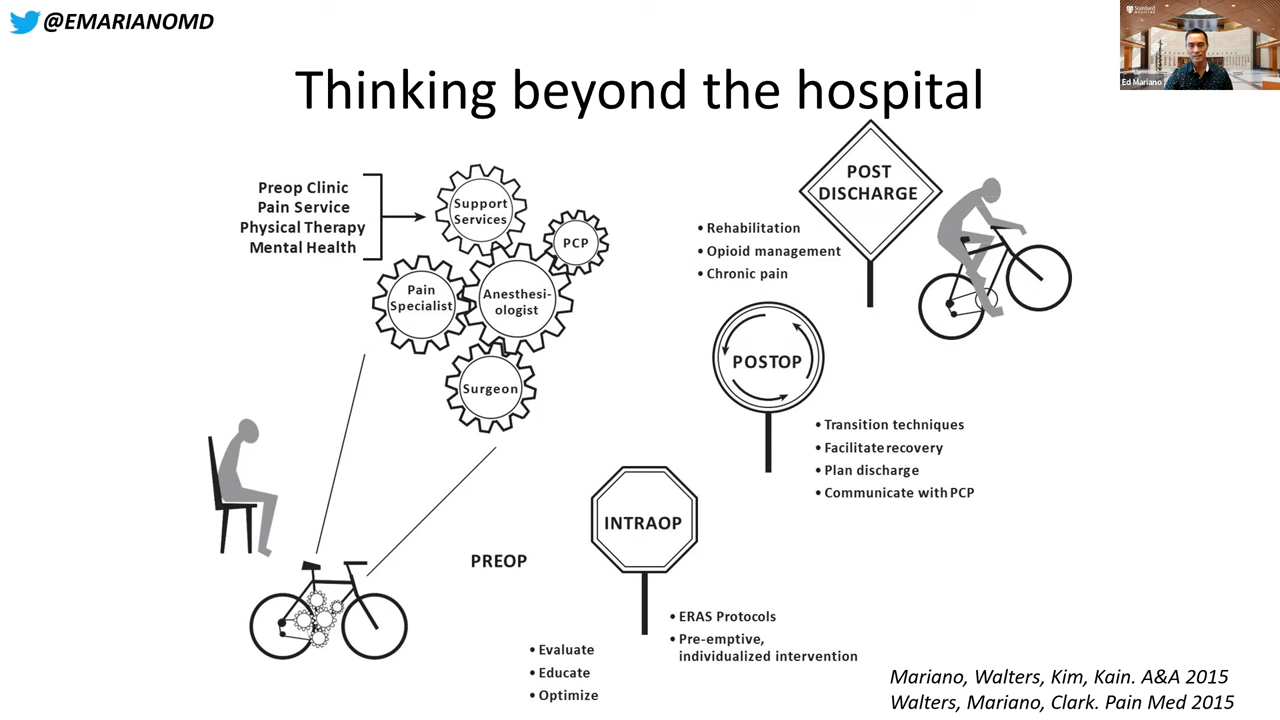 @EMARIANOMD
Stanford
MEDICINE
Ed Mariano
Thinking beyond the hospital
Preop Clinic
Pain Service
Physical Therapy
Mental Health
Support
Services
PCP
Pain
Specialist
Anesthesi-
ologist
Surgeon
POST
DISCHARGE
• Rehabilitation
• Opioid management
• Chronic pain
POSTOP
• Transition techniques
• Facilitate recovery
• Plan discharge
• Communicate with PCP
INTRAOP
PREOP
• ERAS Protocols
• Pre-emptive,
individualized intervention
• Evaluate
• Educate
• Optimize
Mariano, Walters, Kim, Kain. A&A 2015
Walters, Mariano, Clark. Pain Med 2015